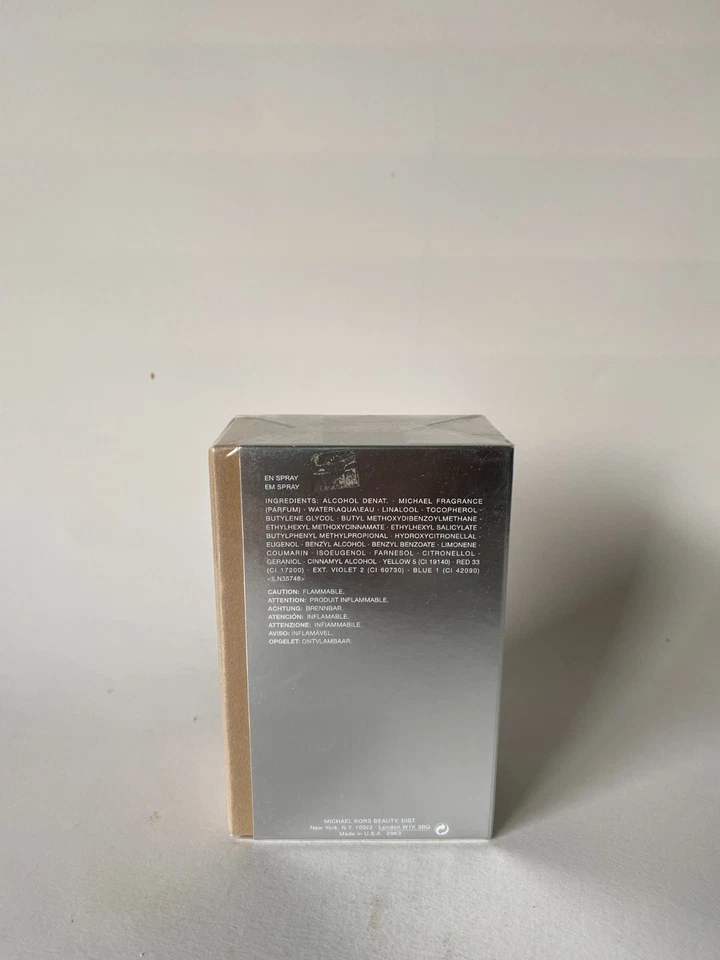 EN SPRAY
EM SPRAY
INGREDIENTS: ALCOHOL DENAT. · MICHAEL FRAGRANCE
(PARFUM) · WATER\AQUA\EAU · LINALOOL · TOCOPHEROL ·
BUTYLENE GLYCOL · BUTYL METHOXYDIBENZOYLMETHANE ·
ETHYLHEXYL METHOXYCINNAMATE · ETHYLHEXYL SALICYLATE ·
BUTYLPHENYL METHYLPROPIONAL · HYDROXYCITRONELLAL ·
EUGENOL · BENZYL ALCOHOL · BENZYL BENZOATE · LIMONENE ·
COUMARIN · ISOEUGENOL · FARNESOL · CITRONELLOL ·
GERANIOL · CINNAMYL ALCOHOL · YELLOW 5 (CI 19140) · RED 33
(CI 17200) · EXT. VIOLET 2 (CI 60730) · BLUE 1 (CI 42090)
<ILN35748>
CAUTION: FLAMMABLE.
ATTENTION: PRODUIT INFLAMMABLE.
ACHTUNG: BRENNBAR.
ATENCIÓN: INFLAMABLE.
ATTENZIONE: INFIAMMABILE.
AVISO: INFLAMÁVEL.
OPGELET: ONTVLAMBAAR.
MICHAEL KORS BEAUTY, DIST.
New York, N.Y. 10022 · London W1K 3BQ
Made in U.S.A. 29K3